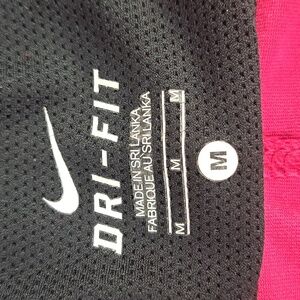 DRI-FIT
MADE IN SRI LANKA
FABRIQUE AU SRI LANKA
M M M
M